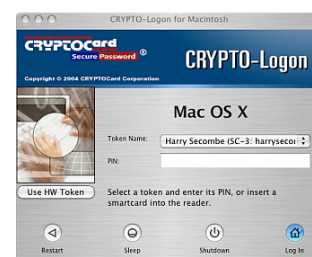 CRYPTO-Logon for Macintosh
CRYPTOCard
Secure Password ®
CRYPTO-Logon
Copyright © 2004 CRYPTOCard Corporation
Mac OS X
Token Name:
Harry Secombe (SC-3: harryseco
PIN:
Use HW Token
Select a token and enter its PIN, or insert a
smartcard into the reader.
Restart
Sleep
Shutdown
Log In